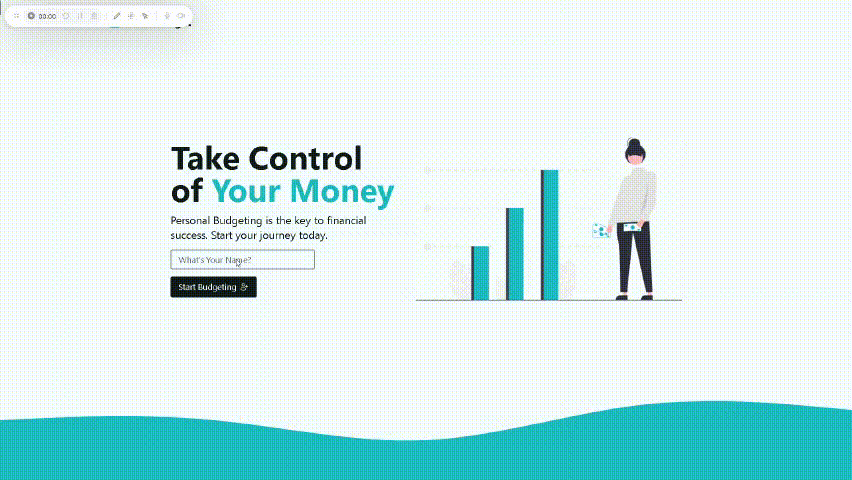 00:00
Take Control
of Your Money
Personal Budgeting is the key to financial
success. Start your journey today.
What's Your Name?
Start Budgeting